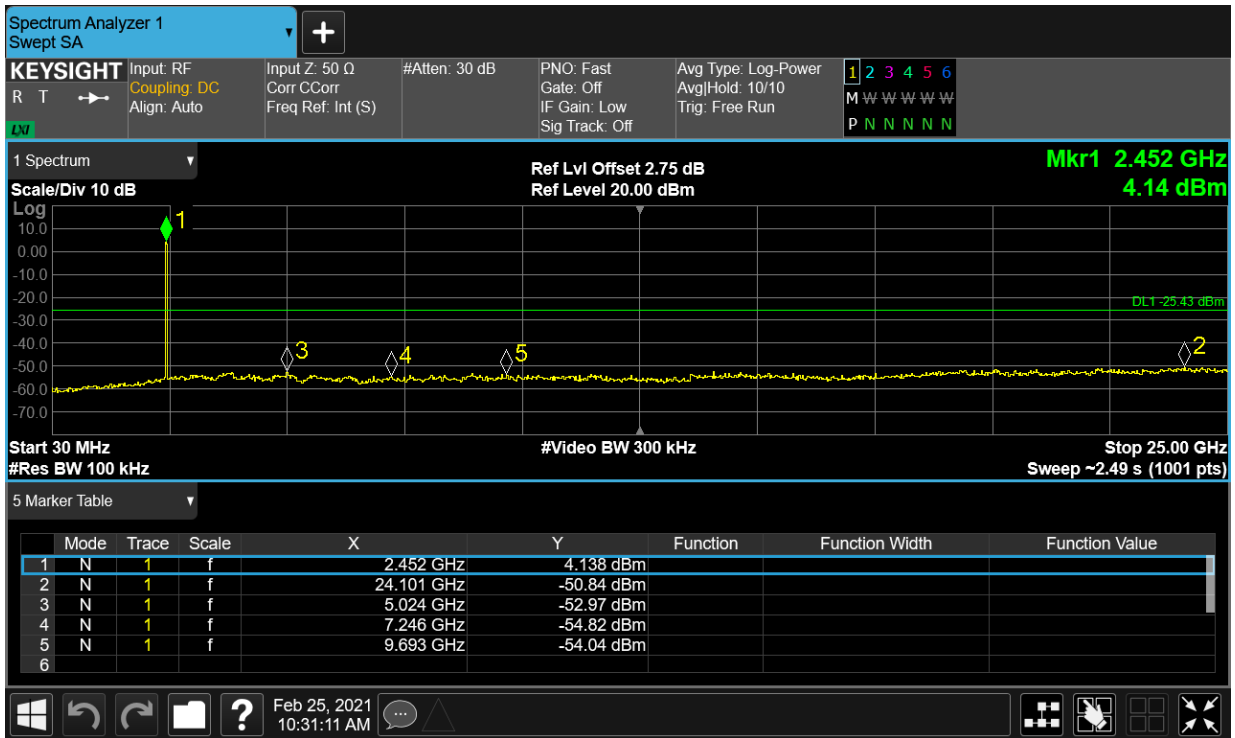 Spectrum Analyzer 1
Swept SA
KEYSIGHT
R T
LXI
Input: RF
Coupling: DC
Align: Auto
Input Z: 50 Ω
Corr CCorr
Freq Ref: Int (S)
#Atten: 30 dB
PNO: Fast
Gate: Off
IF Gain: Low
Sig Track: Off
Avg Type: Log-Power
Avg|Hold: 10/10
Trig: Free Run
1 2 3 4 5 6
M W W W W W
P N N N N N
1 Spectrum
Scale/Div 10 dB
Ref Lvl Offset 2.75 dB
Ref Level 20.00 dBm
Mkr1 2.452 GHz
4.14 dBm
Log
10.0
0.00
-10.0
-20.0
-30.0
-40.0
-50.0
-60.0
-70.0
1
DL1 -25.43 dBm
3
4
5
2
Start 30 MHz
#Res BW 100 kHz
#Video BW 300 kHz
Stop 25.00 GHz
Sweep ~2.49 s (1001 pts)
5 Marker Table
Mode Trace Scale X Y Function Function Width Function Value
1 N 1 f 2.452 GHz 4.138 dBm
2 N 1 f 24.101 GHz -50.84 dBm
3 N 1 f 5.024 GHz -52.97 dBm
4 N 1 f 7.246 GHz -54.82 dBm
5 N 1 f 9.693 GHz -54.04 dBm
6
?
Feb 25, 2021
10:31:11 AM